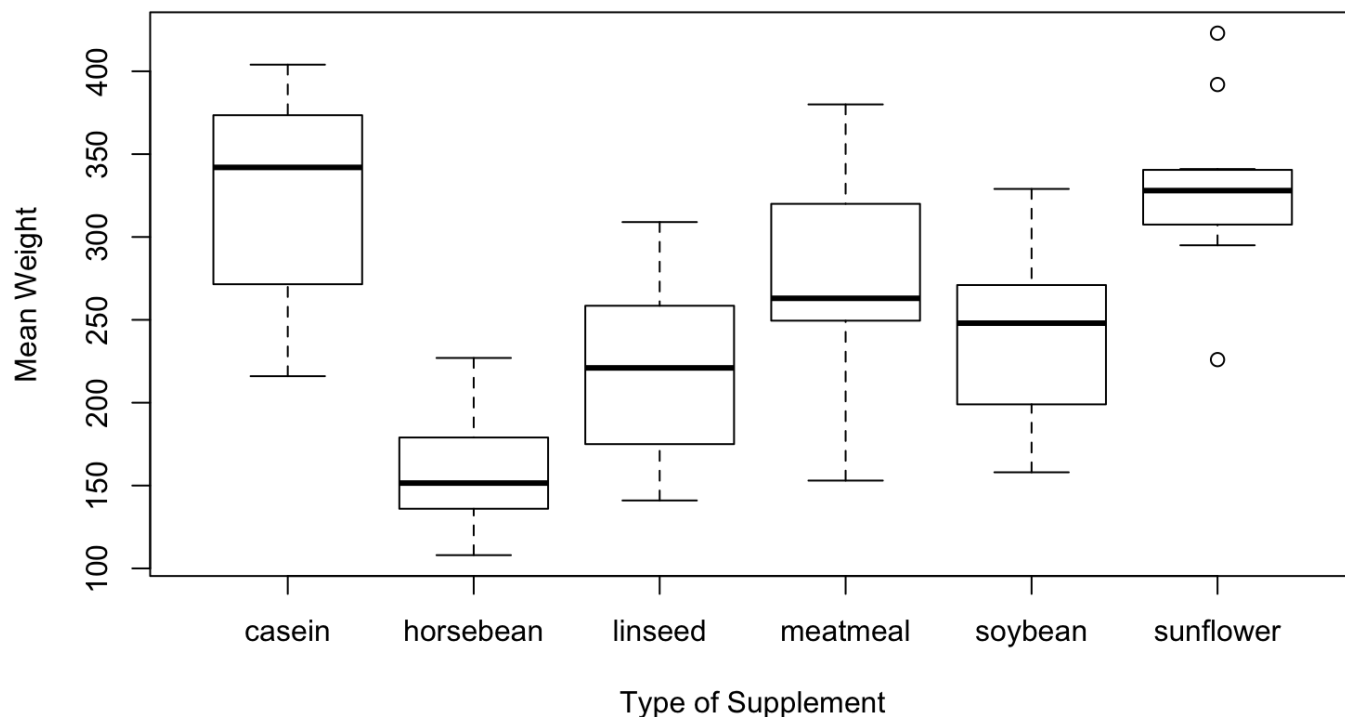 400
350
300
250
200
150
100
Mean Weight
casein horsebean linseed meatmeal soybean sunflower
Type of Supplement